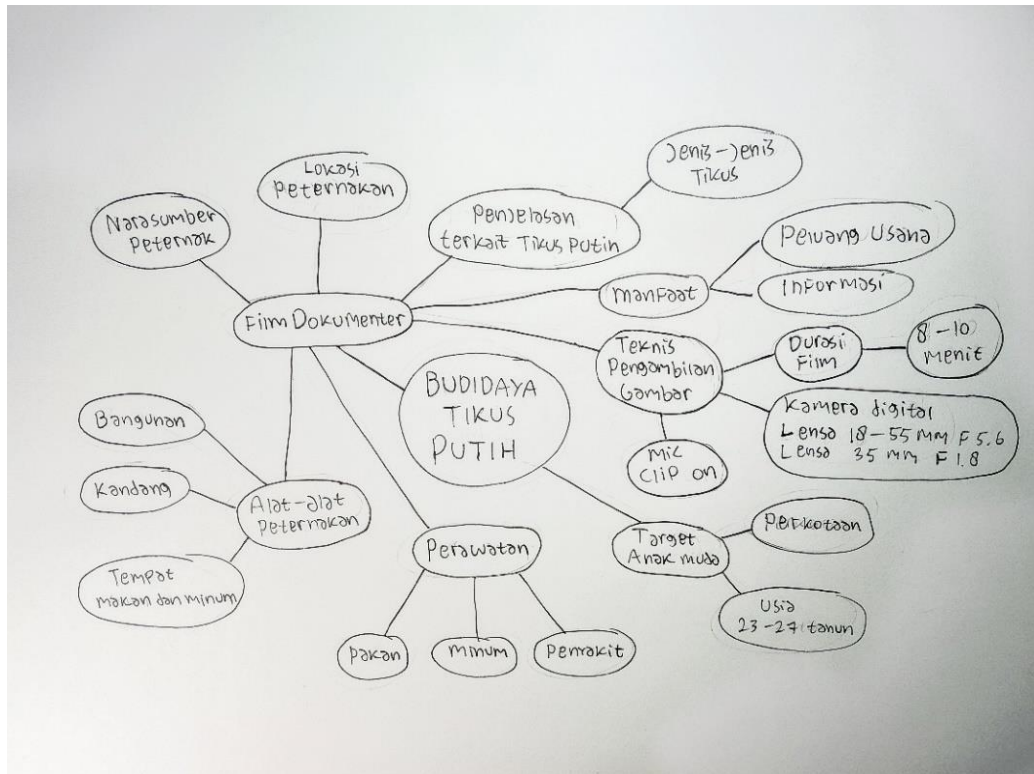 Jenis-Jenis
Tikus
Lokasi
Peternakan
Narasumber
Peternak
Penjelasan
terkait Tikus Putih
Peluang Usaha
Manfaat
Informasi
Film Dokumenter
Teknis
Pengambilan
Gambar
Durasi
Film
8-10
Menit
BUDIDAYA
TIKUS
PUTIH
Kamera digital
Lensa 18-55 mm F 5.6
Lensa 35 mm F 1.8
Mic
Clip on
Bangunan
Kandang
Alat-alat
Peternakan
Tempat
makan dan minum
Perawatan
Pakan
Minum
Penyakit
Target
Anak muda
Perkotaan
Usia
23-27 tahun